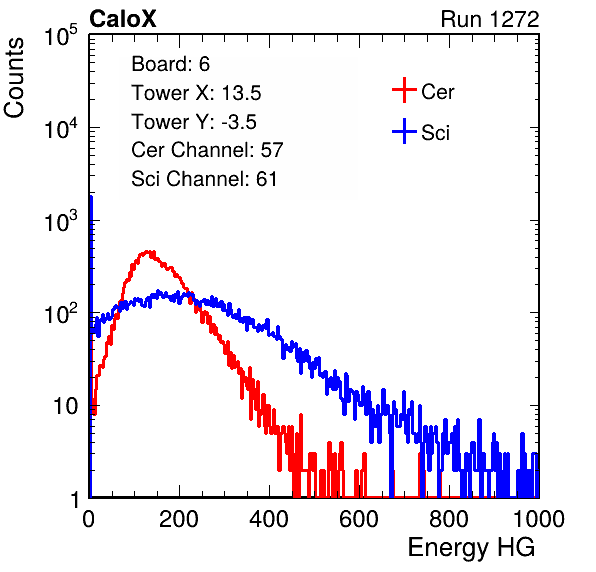 CaloX Run 1272
Counts
Board: 6
Tower X: 13.5
Tower Y: -3.5
Cer Channel: 57
Sci Channel: 61
Cer
Sci
10^5
10^4
10^3
10^2
10
1
0 200 400 600 800 1000
Energy HG